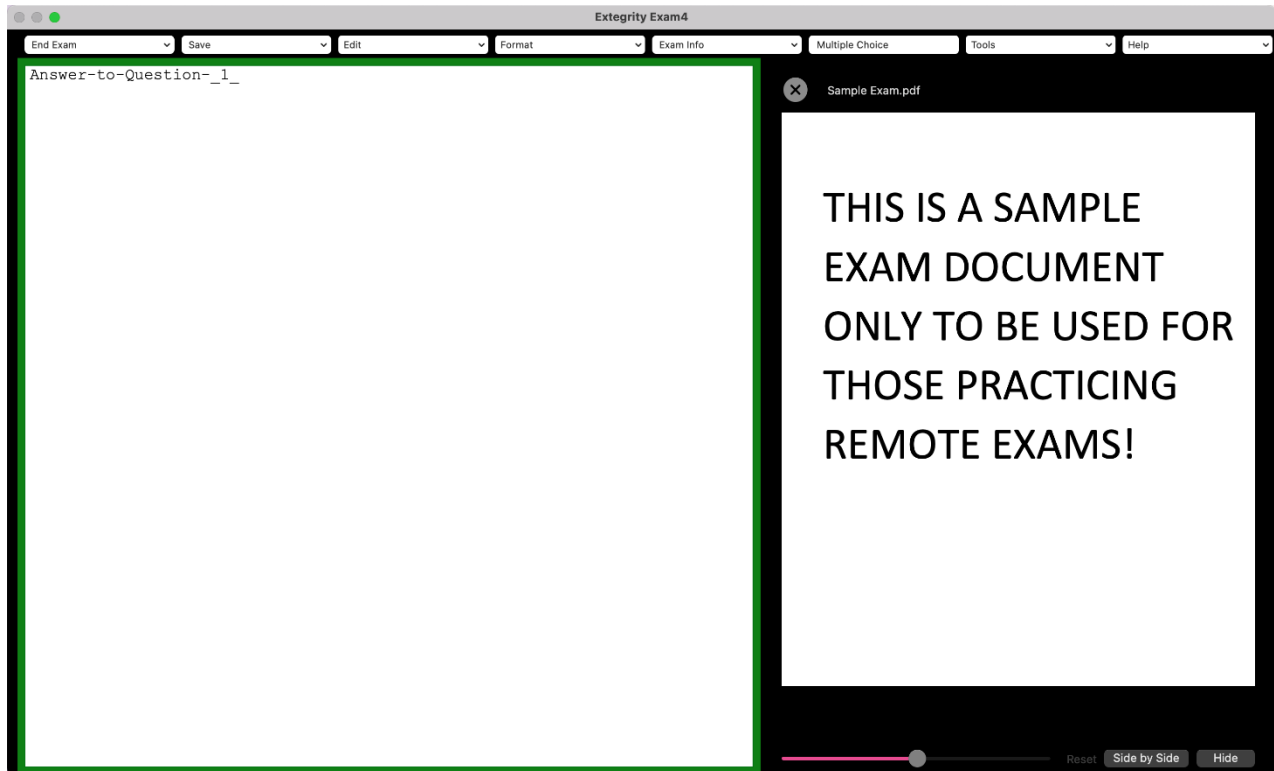 Extegrity Exam4
End Exam Save Edit Format Exam Info Multiple Choice Tools Help
Answer-to-Question-_1_
Sample Exam.pdf
THIS IS A SAMPLE
EXAM DOCUMENT
ONLY TO BE USED FOR
THOSE PRACTICING
REMOTE EXAMS!
Reset Side by Side Hide